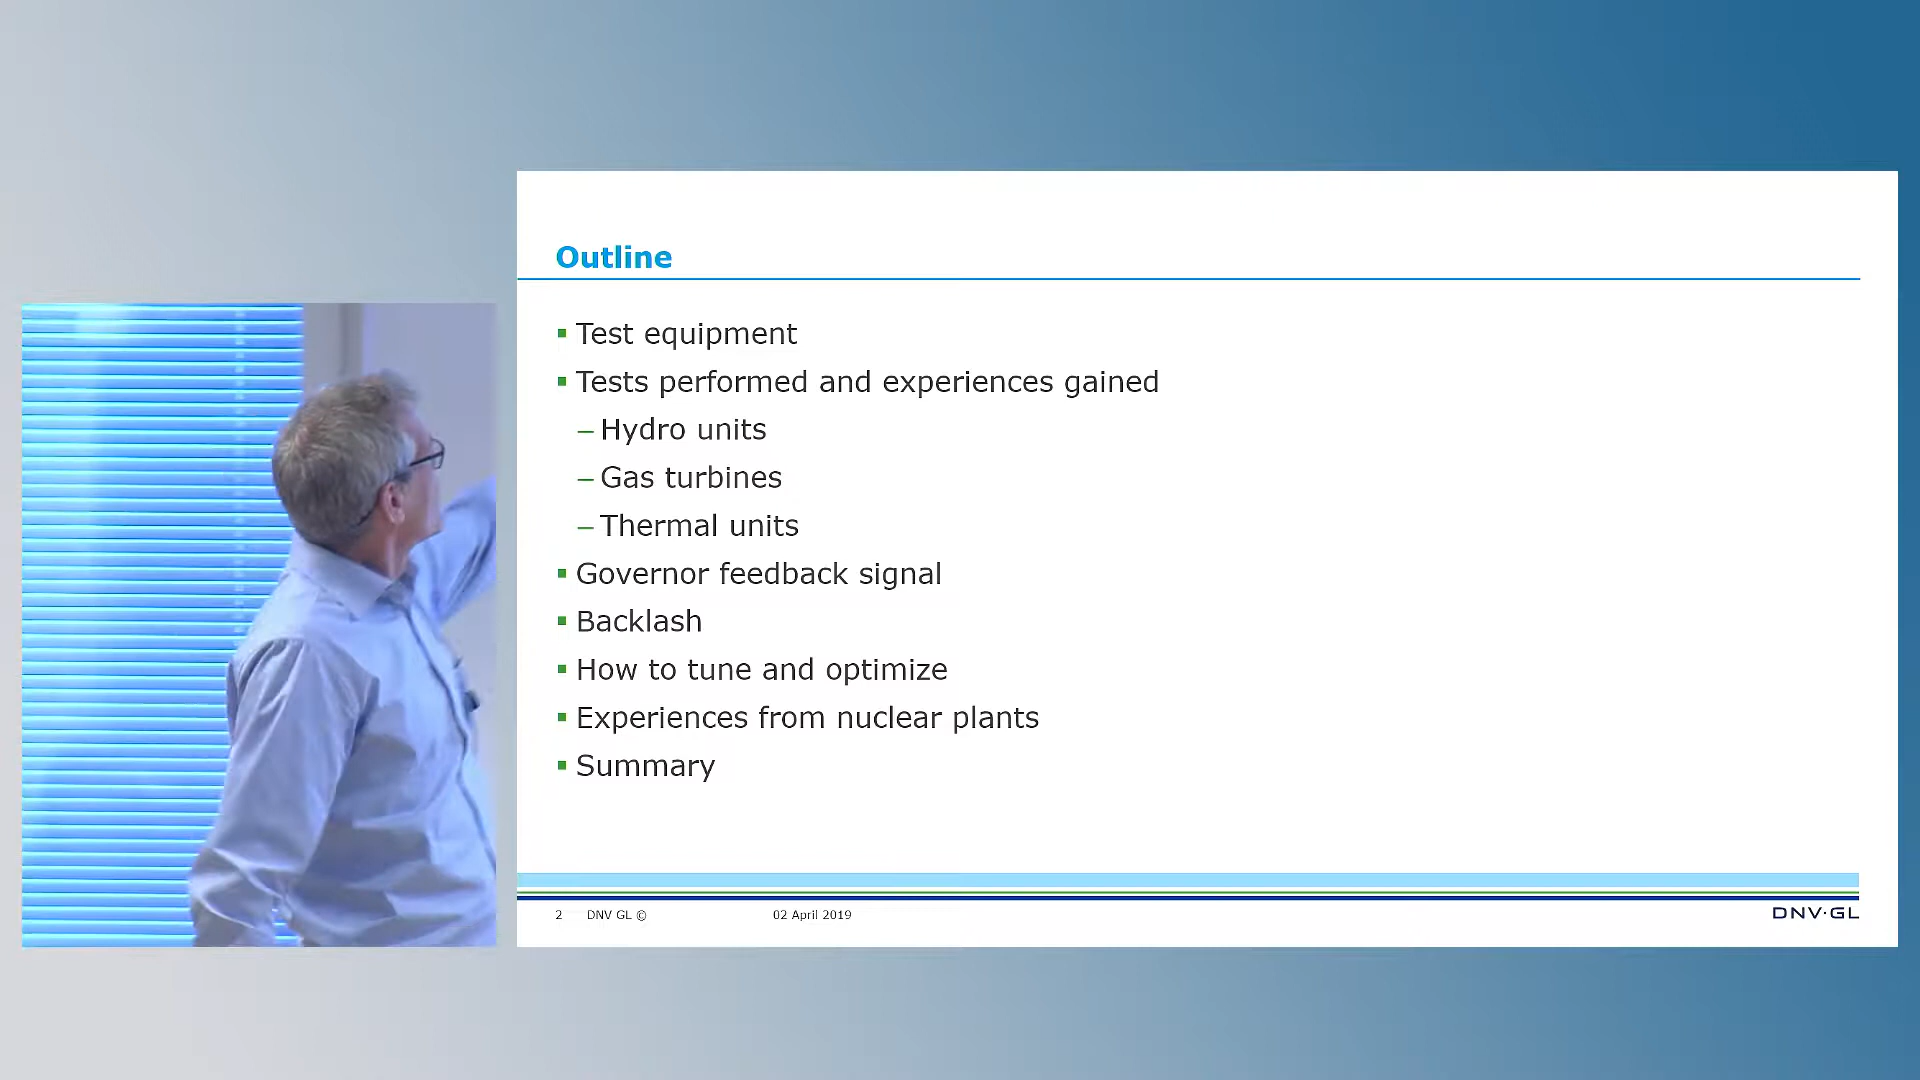 Outline
▪ Test equipment
▪ Tests performed and experiences gained
– Hydro units
– Gas turbines
– Thermal units
▪ Governor feedback signal
▪ Backlash
▪ How to tune and optimize
▪ Experiences from nuclear plants
▪ Summary
2 DNV GL © 02 April 2019 DNV·GL